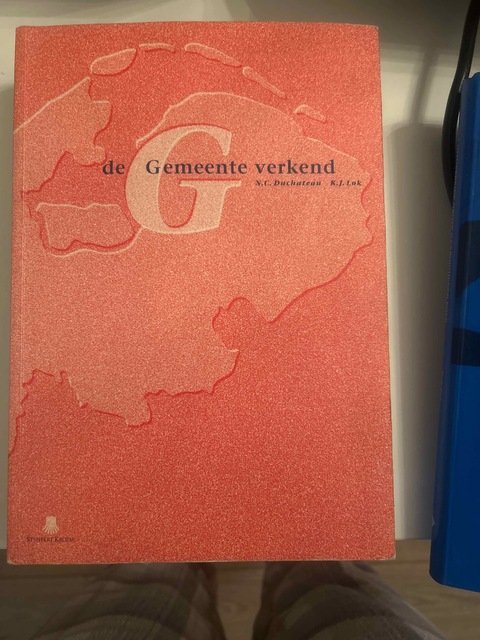 de Gemeente verkend
N.C. Duchateau K.J. Lok
G